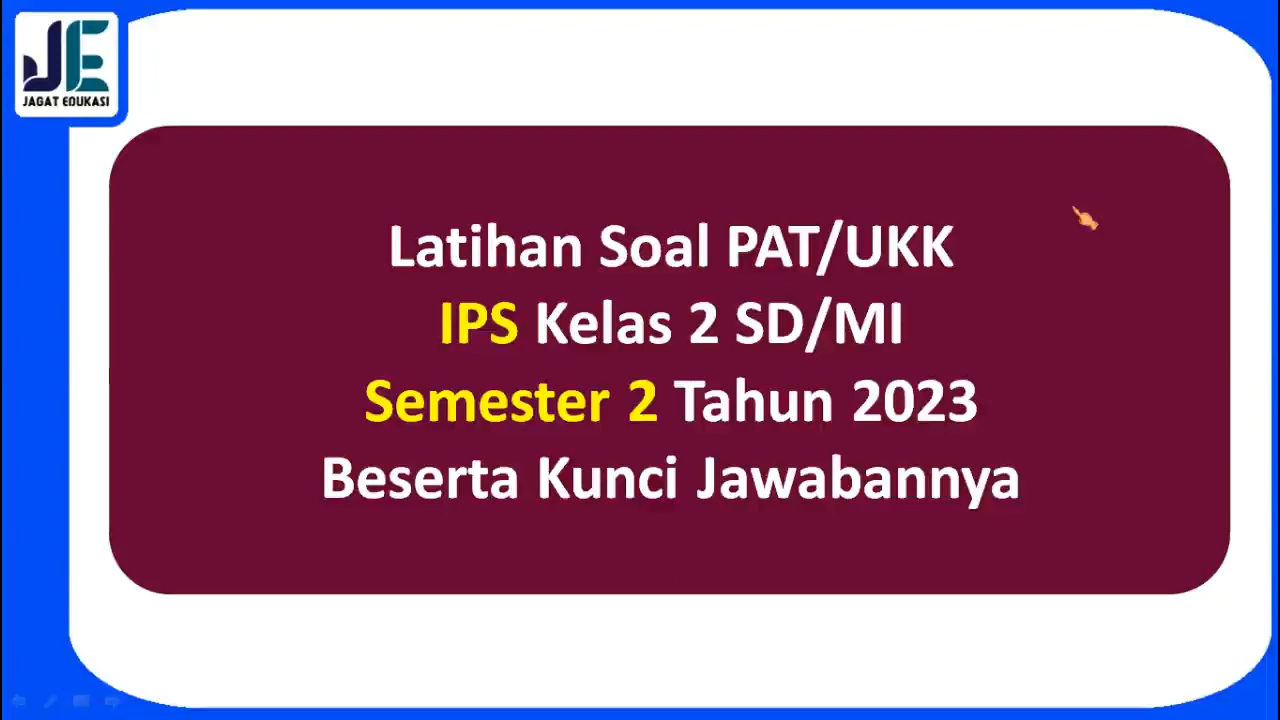 JE
JAGAT EDUKASI
Latihan Soal PAT/UKK
IPS Kelas 2 SD/MI
Semester 2 Tahun 2023
Beserta Kunci Jawabannya